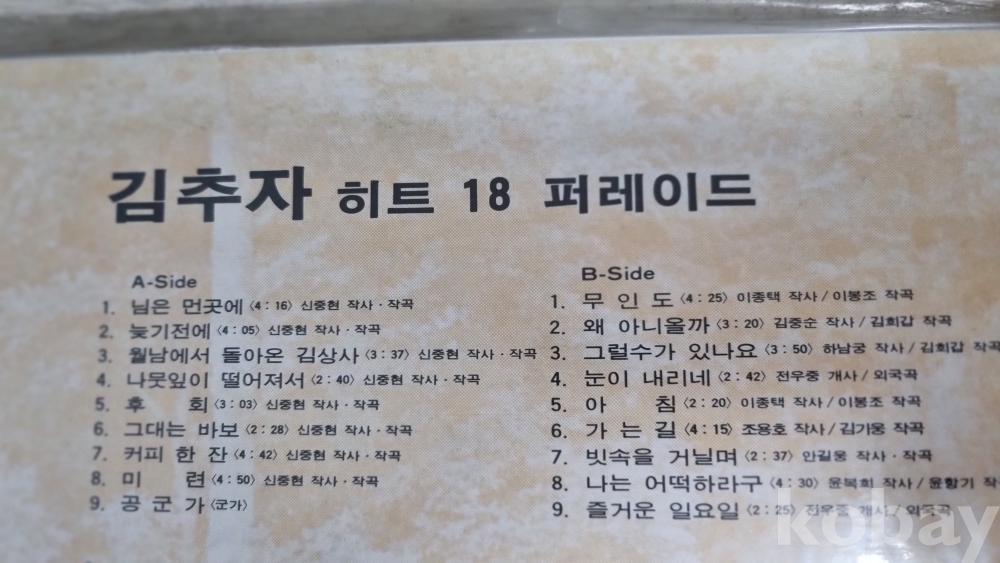 김추자 히트 18 퍼레이드
A-Side
1. 님은 먼곳에 〈4：16〉 신중현 작사·작곡
2. 늦기전에 〈4：05〉 신중현 작사·작곡
3. 월남에서 돌아온 김상사 〈3：37〉 신중현 작사·작곡
4. 나뭇잎이 떨어져서 〈2：40〉 신중현 작사·작곡
5. 후 회 〈3：03〉 신중현 작사·작곡
6. 그대는 바보 〈2：28〉 신중현 작사·작곡
7. 커피 한 잔 〈4：42〉 신중현 작사·작곡
8. 미 련 〈4：50〉 신중현 작사·작곡
9. 공 군 가 〈군가〉
B-Side
1. 무 인 도 〈4：25〉 이종택 작사/이봉조 작곡
2. 왜 아니올까 〈3：20〉 김중순 작사/김희갑 작곡
3. 그럴수가 있나요 〈3：50〉 하남궁 작사/김희갑 작곡
4. 눈이 내리네 〈2：42〉 전우중 개사/외국곡
5. 아 침 〈2：20〉 이종택 작사/이봉조 작곡
6. 가 는 길 〈4：15〉 조용호 작사/김기웅 작곡
7. 빗속을 거닐며 〈2：37〉 안길웅 작사·작곡
8. 나는 어떡하라구 〈4：30〉 윤복희 작사/윤항기 작곡
9. 즐거운 일요일 〈2：25〉 전우중 개사/외국곡
kobay